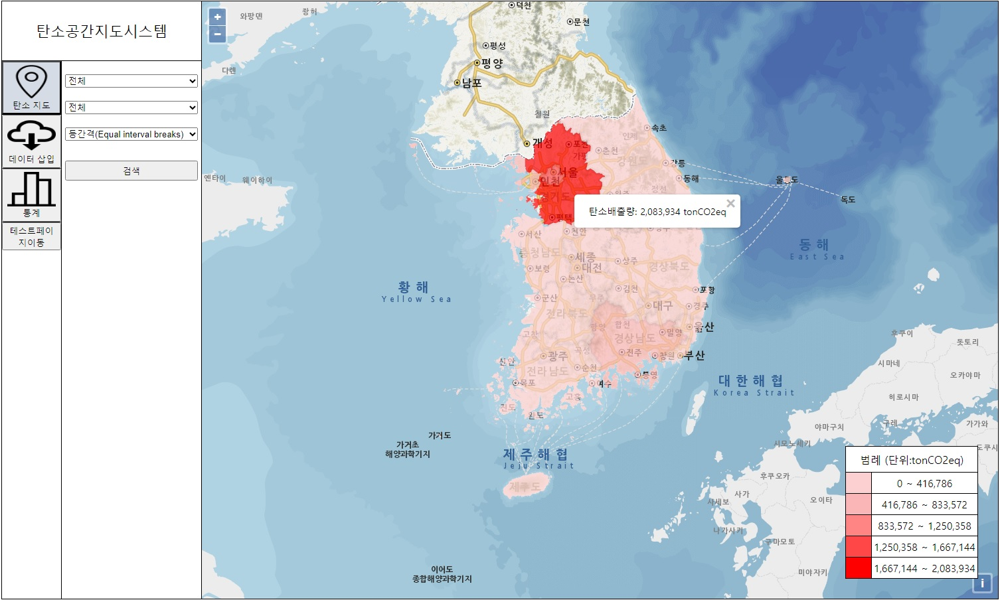 탄소공간지도시스템
탄소 지도
데이터 삽입
통계
테스트페이
지이동
전체
전체
등간격(Equal interval breaks)
검색
+
−
와팡뎬
좡허
다롄
옌타이
웨이하이
덕천
문천
평성
평양
남포
철원
개성
포천
가평
서울
인천
경기도
평택
속초
인제
춘천
강원도
강릉
동해
정선
원주
울릉도
독도
탄소배출량: 2,083,934 tonCO2eq
×
서산
천안
충청남도
세종
대전
상주
경상북도
보령
논산
김천
포항
군산
무주
대구
경주
전라북도
함양
합천
밀양
울산
고창
경상남도
곡성
진주
창원
부산
광주
신안
전라남도
순천
통영
목포
여수
고흥
진도
완도
동해
East Sea
황해
Yellow Sea
대한해협
Korea Strait
가거도
가거초
해양과학기지
제주해협
Jeju Strait
제주도
이어도
종합해양과학기지
후쿠이
돗토리
시마네
오카야마
히로시마
구레
가가와
야마구치
시모노세키
도쿠시
후쿠오카
사가
사세보
오이타
나가사키
구마모토
미야자키
범례 (단위:tonCO2eq)
0 ~ 416,786
416,786 ~ 833,572
833,572 ~ 1,250,358
1,250,358 ~ 1,667,144
1,667,144 ~ 2,083,934
i